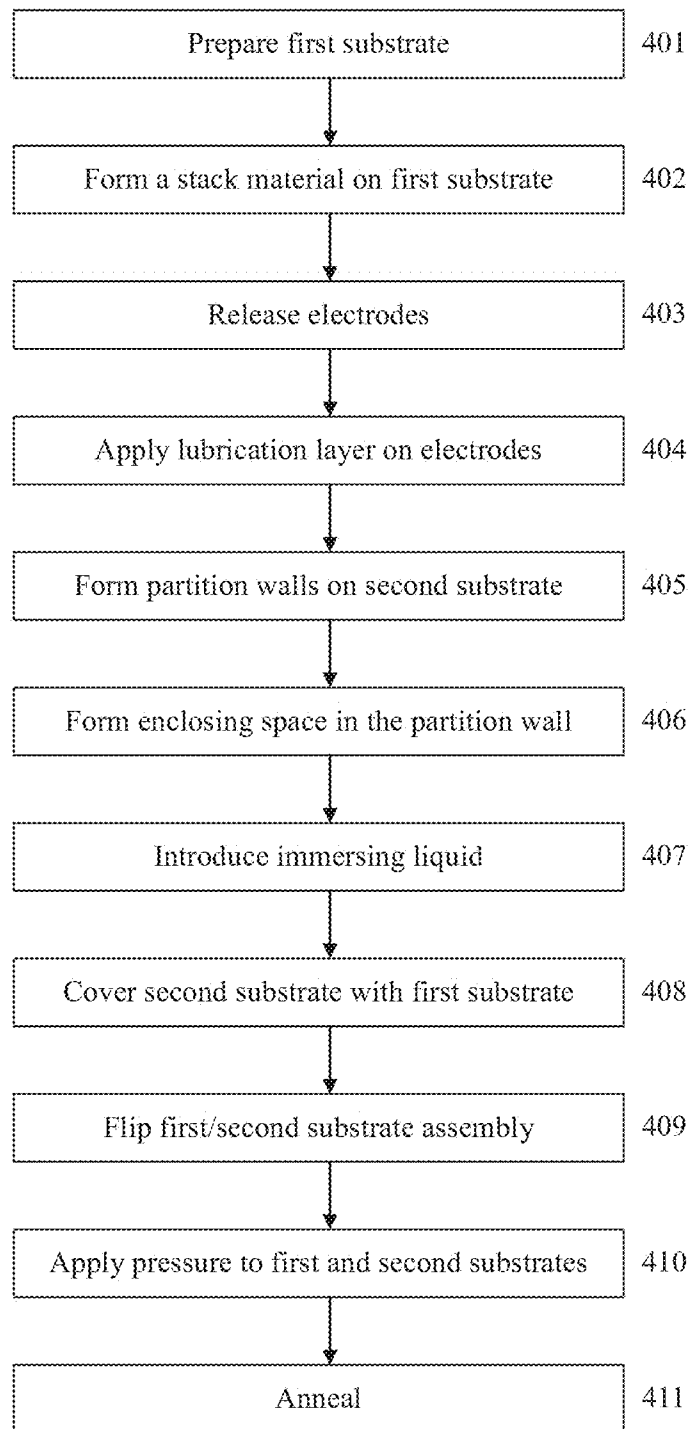 Prepare first substrate 401
Form a stack material on first substrate 402
Release electrodes 403
Apply lubrication layer on electrodes 404
Form partition walls on second substrate 405
Form enclosing space in the partition wall 406
Introduce immersing liquid 407
Cover second substrate with first substrate 408
Flip first/second substrate assembly 409
Apply pressure to first and second substrates 410
Anneal 411